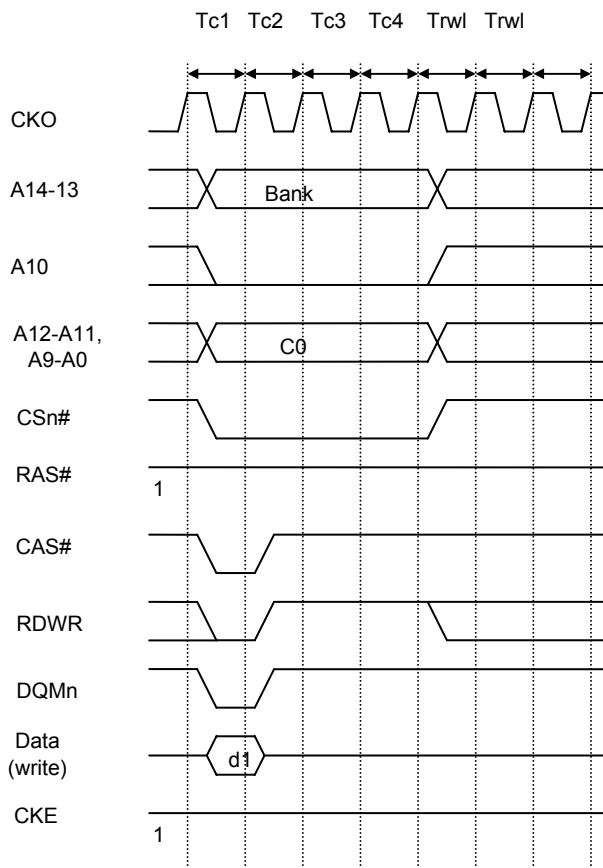 Tc1 Tc2 Tc3 Tc4 Trwl Trwl
CKO
A14-13
Bank
A10
A12-A11,
A9-A0
C0
CSn#
RAS#
1
CAS#
RDWR
DQMn
Data
(write)
d1
CKE
1